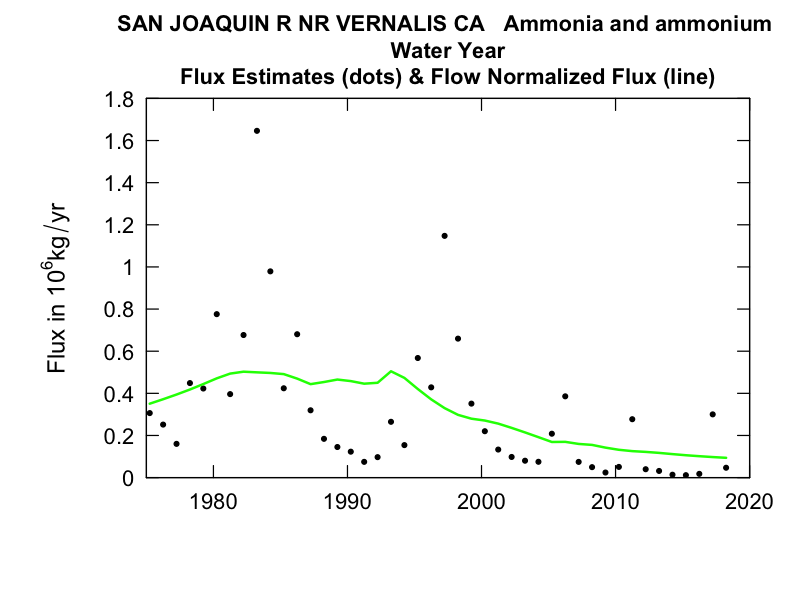 SAN JOAQUIN R NR VERNALIS CA   Ammonia and ammonium
Water Year
Flux Estimates (dots) & Flow Normalized Flux (line)
1.8
1.6
1.4
1.2
1
0.8
0.6
0.4
0.2
0
Flux in 10⁶kg/yr
1980 1990 2000 2010 2020